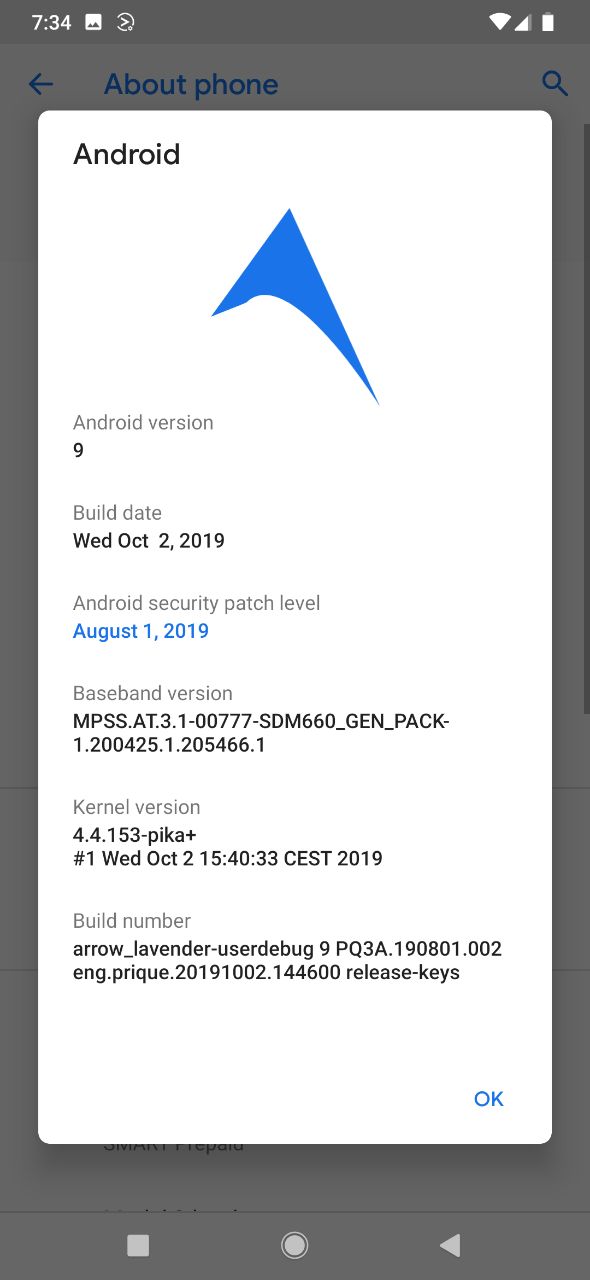 7:34
About phone
Android
Android version
9
Build date
Wed Oct  2, 2019
Android security patch level
August 1, 2019
Baseband version
MPSS.AT.3.1-00777-SDM660_GEN_PACK-
1.200425.1.205466.1
Kernel version
4.4.153-pika+
#1 Wed Oct 2 15:40:33 CEST 2019
Build number
arrow_lavender-userdebug 9 PQ3A.190801.002
eng.prique.20191002.144600 release-keys
OK
SMART Prepaid